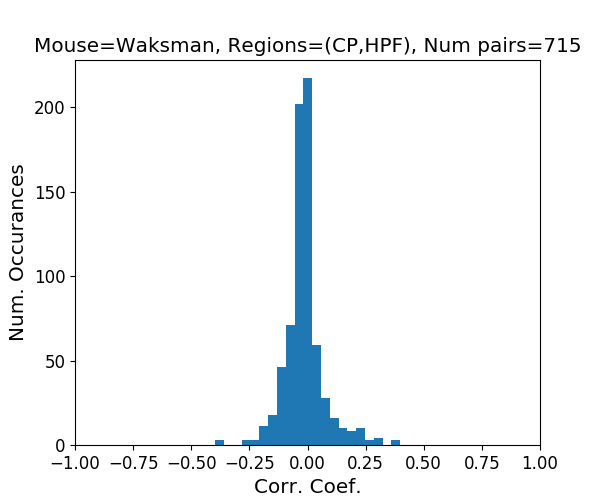 Mouse=Waksman, Regions=(CP,HPF), Num pairs=715
200
150
100
50
0
Num. Occurances
−1.00 −0.75 −0.50 −0.25 0.00 0.25 0.50 0.75 1.00
Corr. Coef.